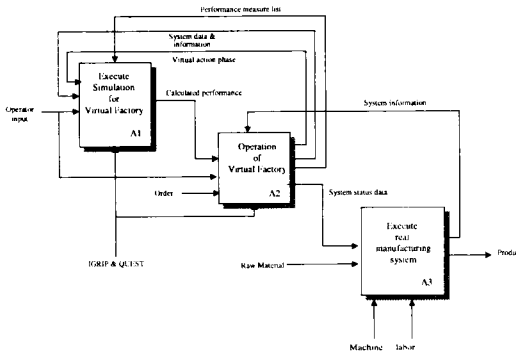 Performance measure list
System data &
information
Virtual action phase
Execute
Simulation
for
Virtual Factory
A1
Operator
input
Calculated performance
System information
Operation
of
Virtual Factory
A2
Order
System status data
Execute
real
manufacturing
system
A3
IGRIP & QUEST
Raw Material
Produ
Machine
labor